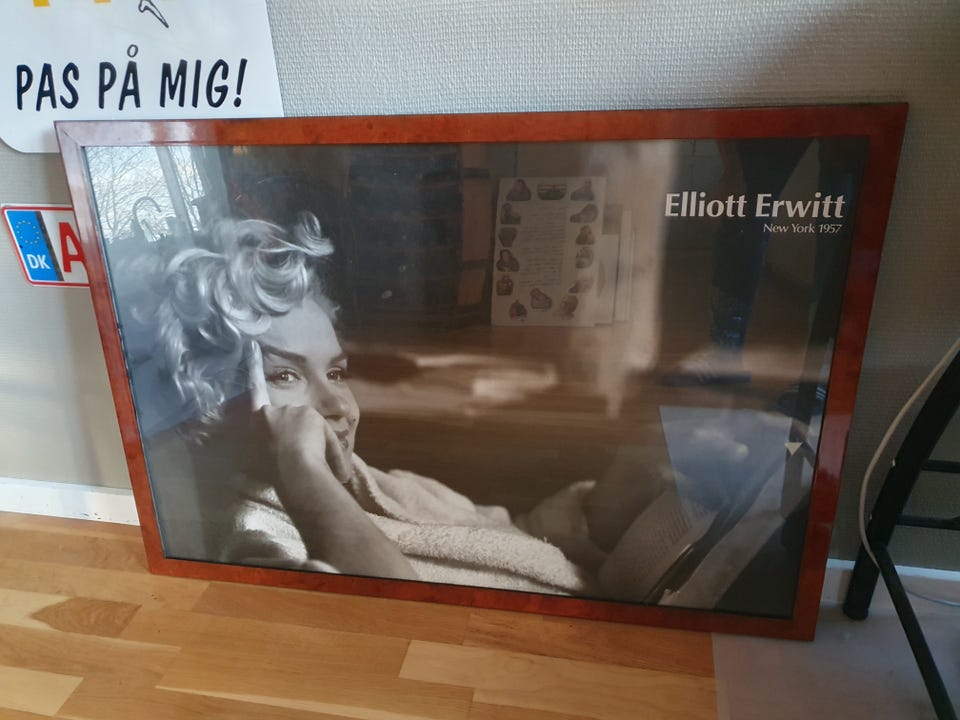 PAS PÅ MIG!
DK
A
Elliott Erwitt
New York 1957